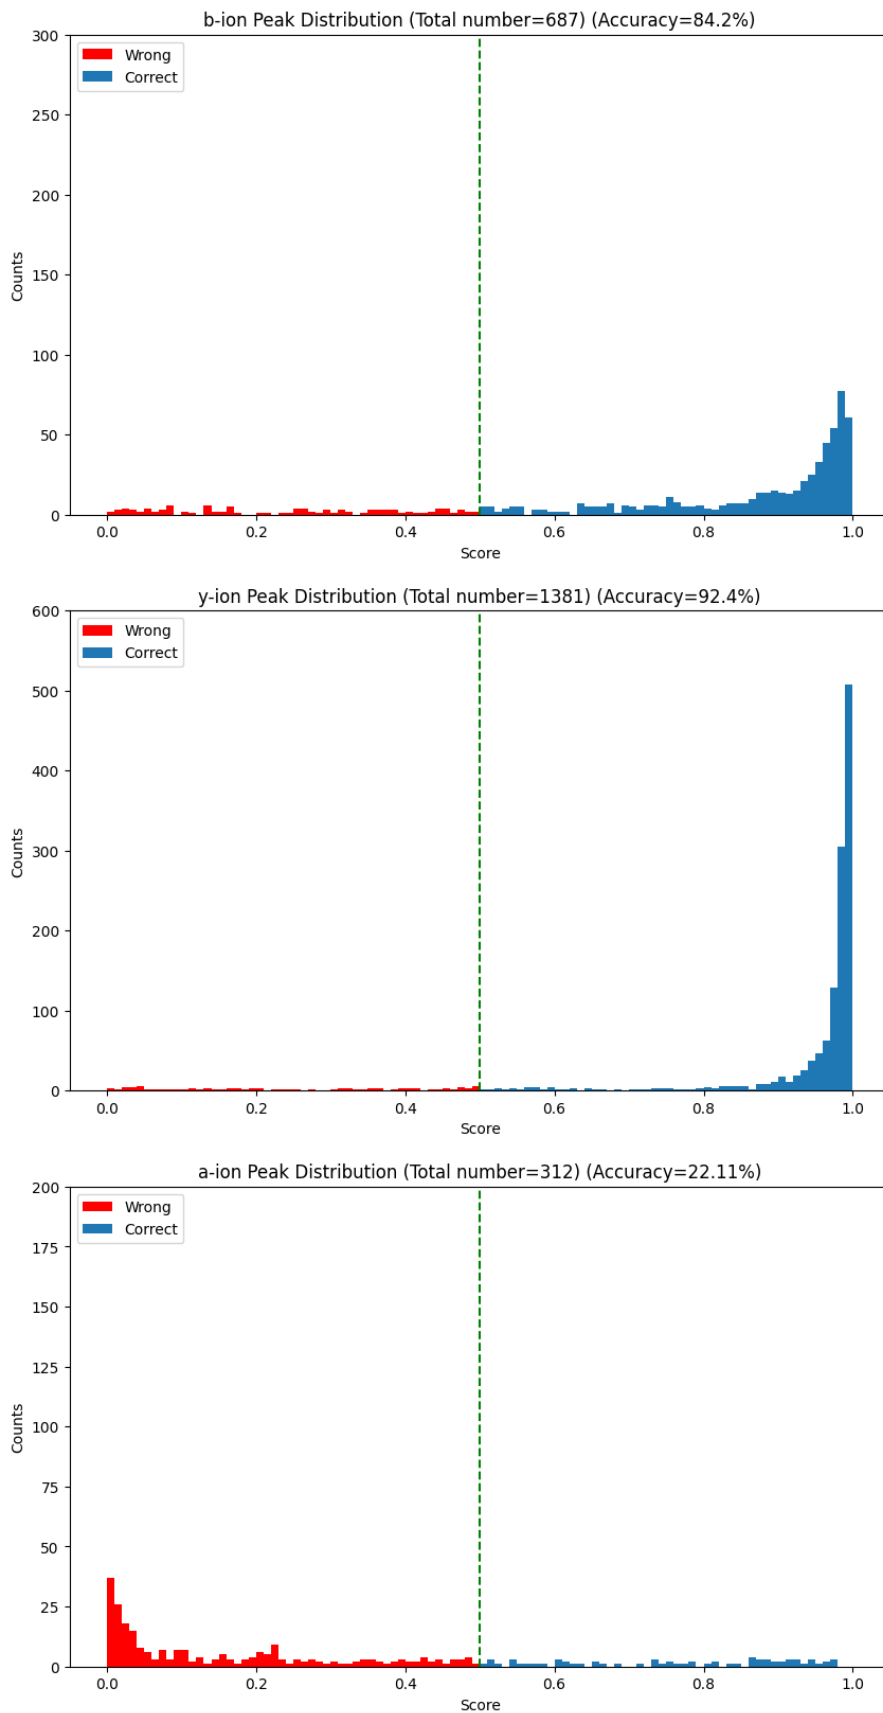 b-ion Peak Distribution (Total number=687) (Accuracy=84.2%)
300
250
200
150
100
50
0
Counts
Wrong
Correct
0.0 0.2 0.4 0.6 0.8 1.0
Score
y-ion Peak Distribution (Total number=1381) (Accuracy=92.4%)
600
500
400
300
200
100
0
Counts
Wrong
Correct
0.0 0.2 0.4 0.6 0.8 1.0
Score
a-ion Peak Distribution (Total number=312) (Accuracy=22.11%)
200
175
150
125
100
75
50
25
0
Counts
Wrong
Correct
0.0 0.2 0.4 0.6 0.8 1.0
Score